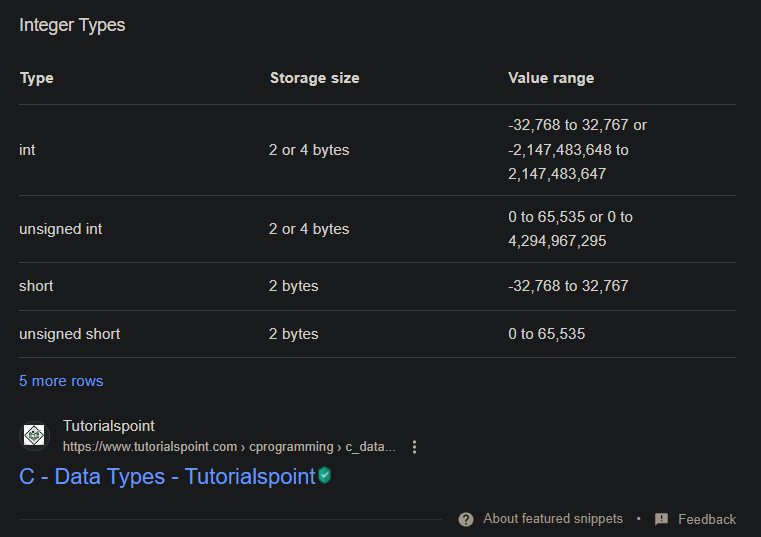 Integer Types
Type Storage size Value range
int 2 or 4 bytes -32,768 to 32,767 or
-2,147,483,648 to
2,147,483,647
unsigned int 2 or 4 bytes 0 to 65,535 or 0 to
4,294,967,295
short 2 bytes -32,768 to 32,767
unsigned short 2 bytes 0 to 65,535
5 more rows
Tutorialspoint
https://www.tutorialspoint.com › cprogramming › c_data...
C - Data Types - Tutorialspoint
About featured snippets • Feedback